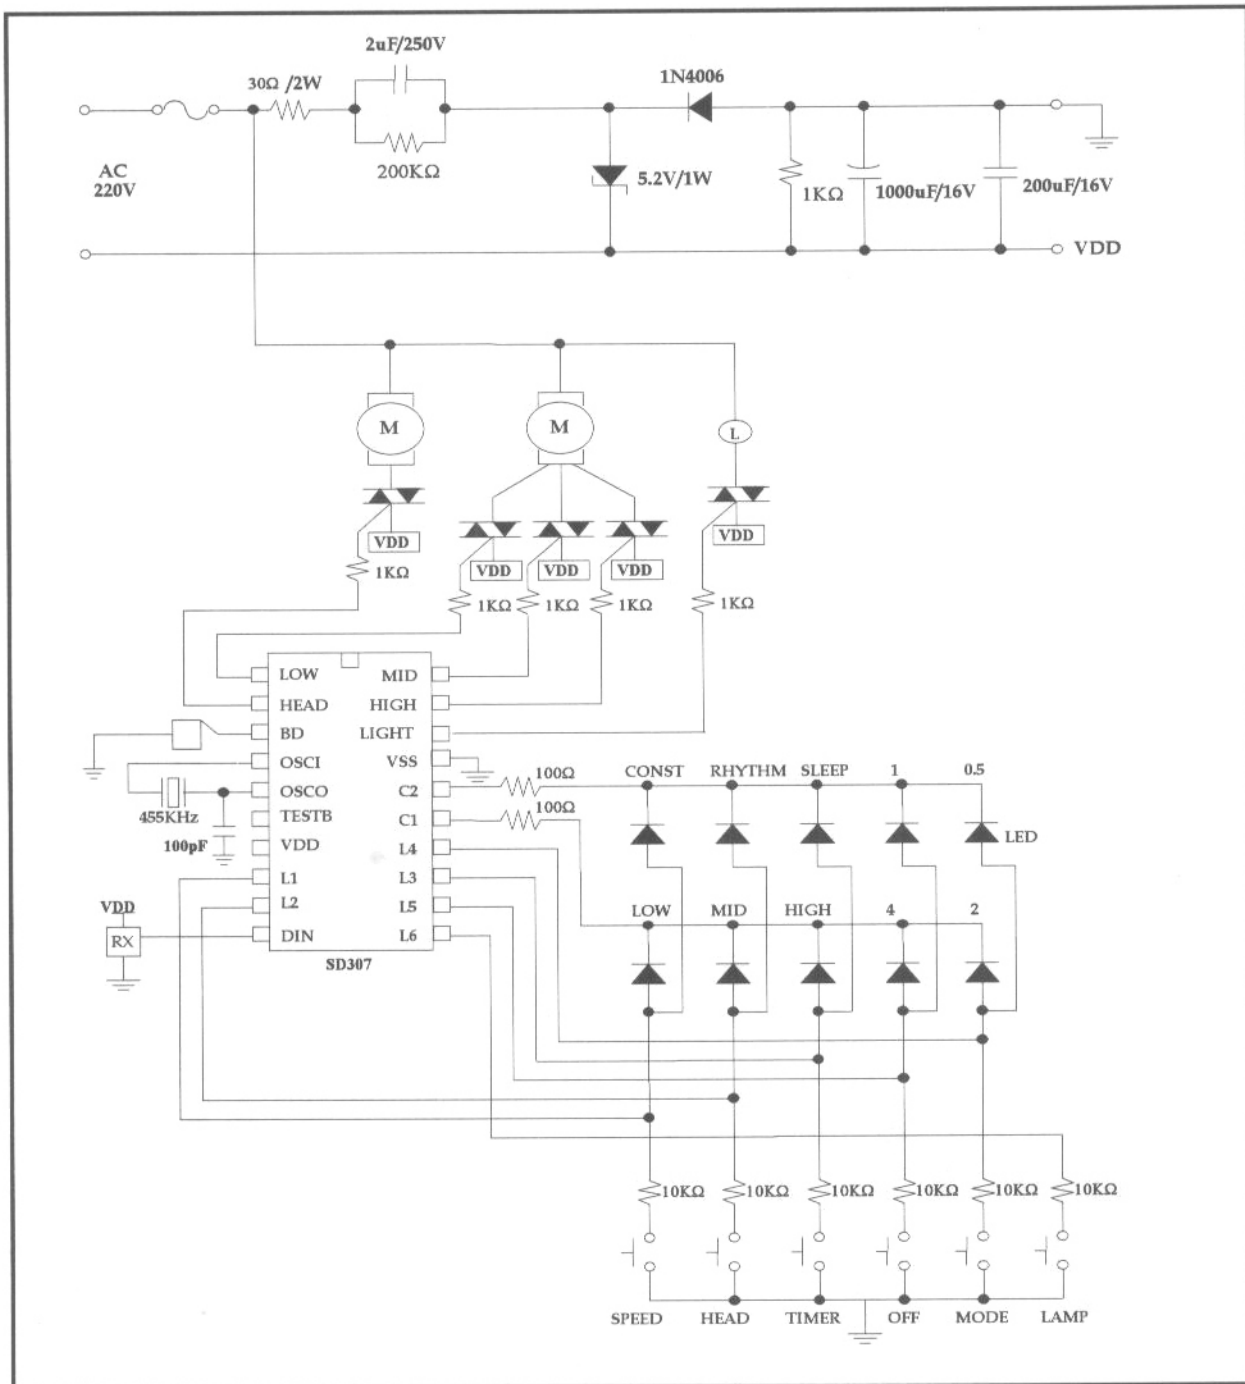 2uF/250V
30Ω /2W
1N4006
200KΩ
AC
220V
5.2V/1W
1KΩ
1000uF/16V
200uF/16V
VDD
M
M
L
VDD
VDD
VDD
VDD
VDD
1KΩ
1KΩ
1KΩ
1KΩ
1KΩ
LOW
MID
HEAD
HIGH
BD
LIGHT
OSCI
VSS
OSCO
C2
TESTB
C1
VDD
L4
L1
L3
L2
L5
DIN
L6
SD307
455KHz
100pF
VDD
RX
100Ω
100Ω
CONST
RHYTHM
SLEEP
1
0.5
LED
LOW
MID
HIGH
4
2
10KΩ
10KΩ
10KΩ
10KΩ
10KΩ
10KΩ
SPEED
HEAD
TIMER
OFF
MODE
LAMP